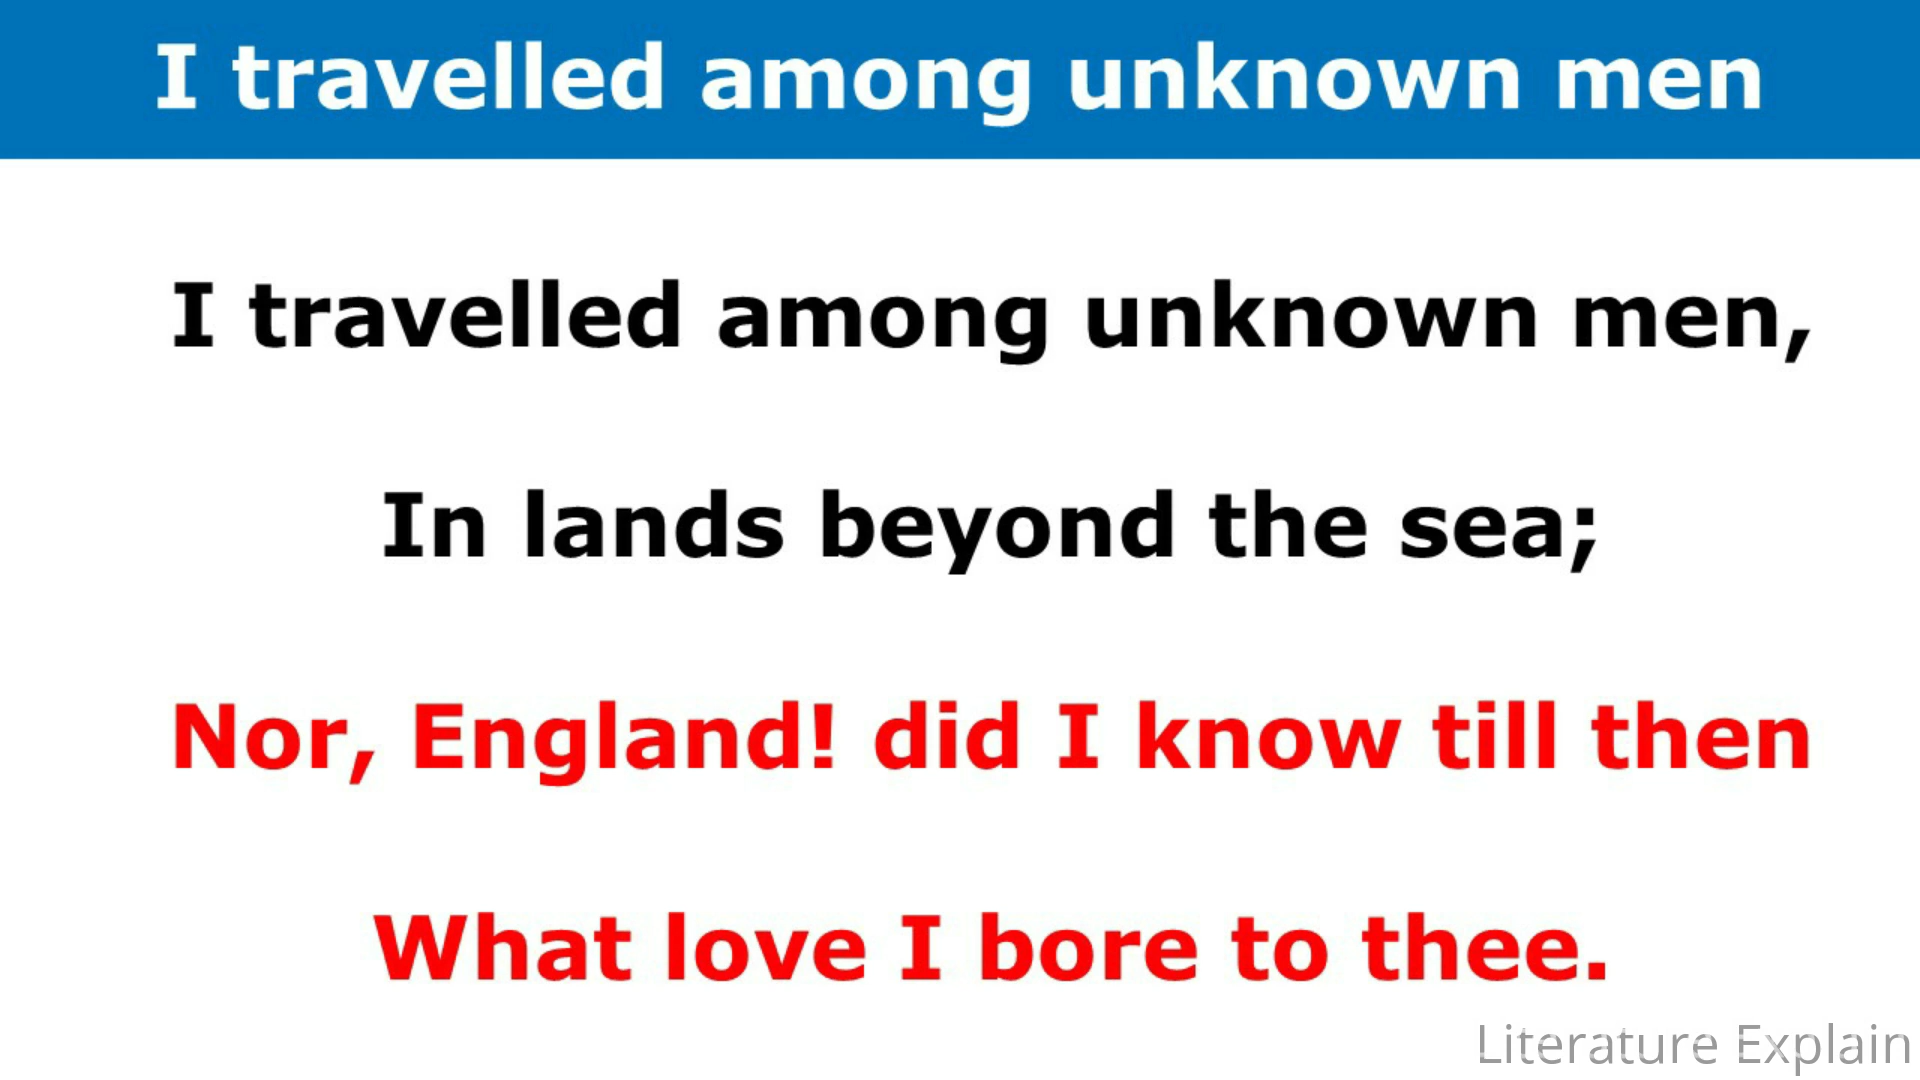 I travelled among unknown men
I travelled among unknown men,
In lands beyond the sea;
Nor, England! did I know till then
What love I bore to thee.
Literature Explain